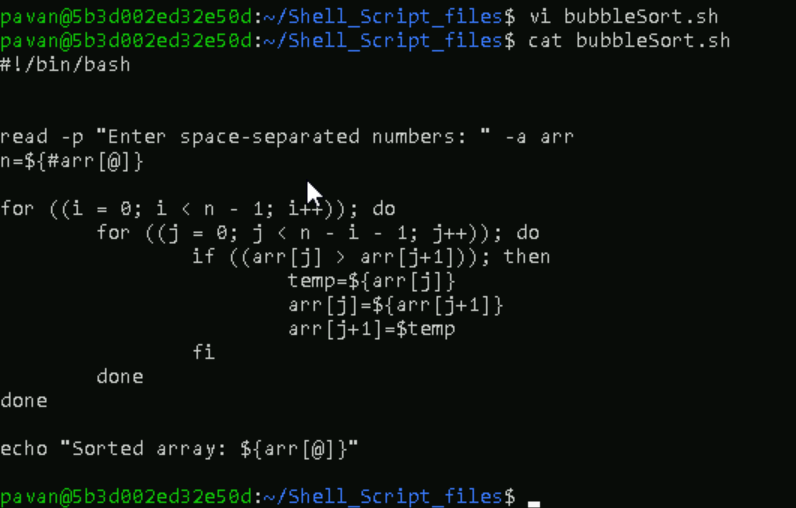 pavan@5b3d002ed32e50d:~/Shell_Script_files$ vi bubbleSort.sh
pavan@5b3d002ed32e50d:~/Shell_Script_files$ cat bubbleSort.sh
#!/bin/bash
read -p "Enter space-separated numbers: " -a arr
n=${#arr[@]}
for ((i = 0; i < n - 1; i++)); do
        for ((j = 0; j < n - i - 1; j++)); do
                if ((arr[j] > arr[j+1])); then
                        temp=${arr[j]}
                        arr[j]=${arr[j+1]}
                        arr[j+1]=$temp
                fi
        done
done
echo "Sorted array: ${arr[@]}"
pavan@5b3d002ed32e50d:~/Shell_Script_files$